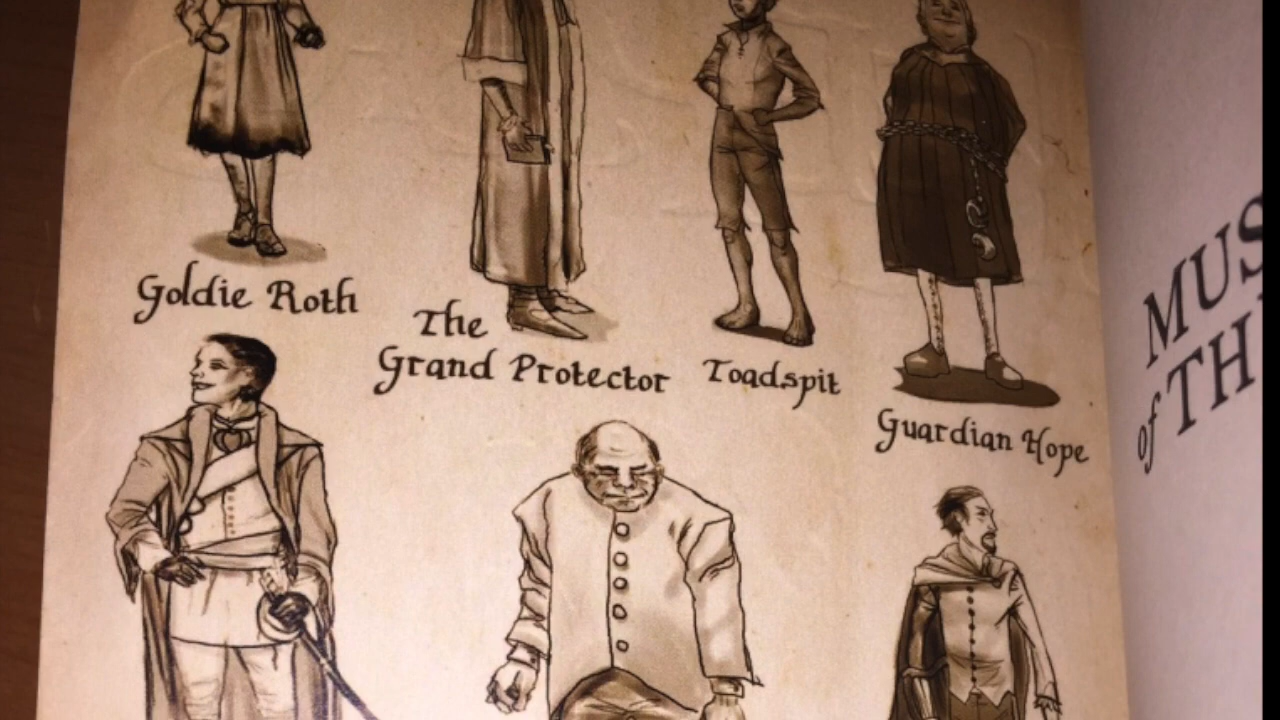 Goldie Roth
The
Grand Protector
Toadspit
Guardian Hope
MUS
of TH